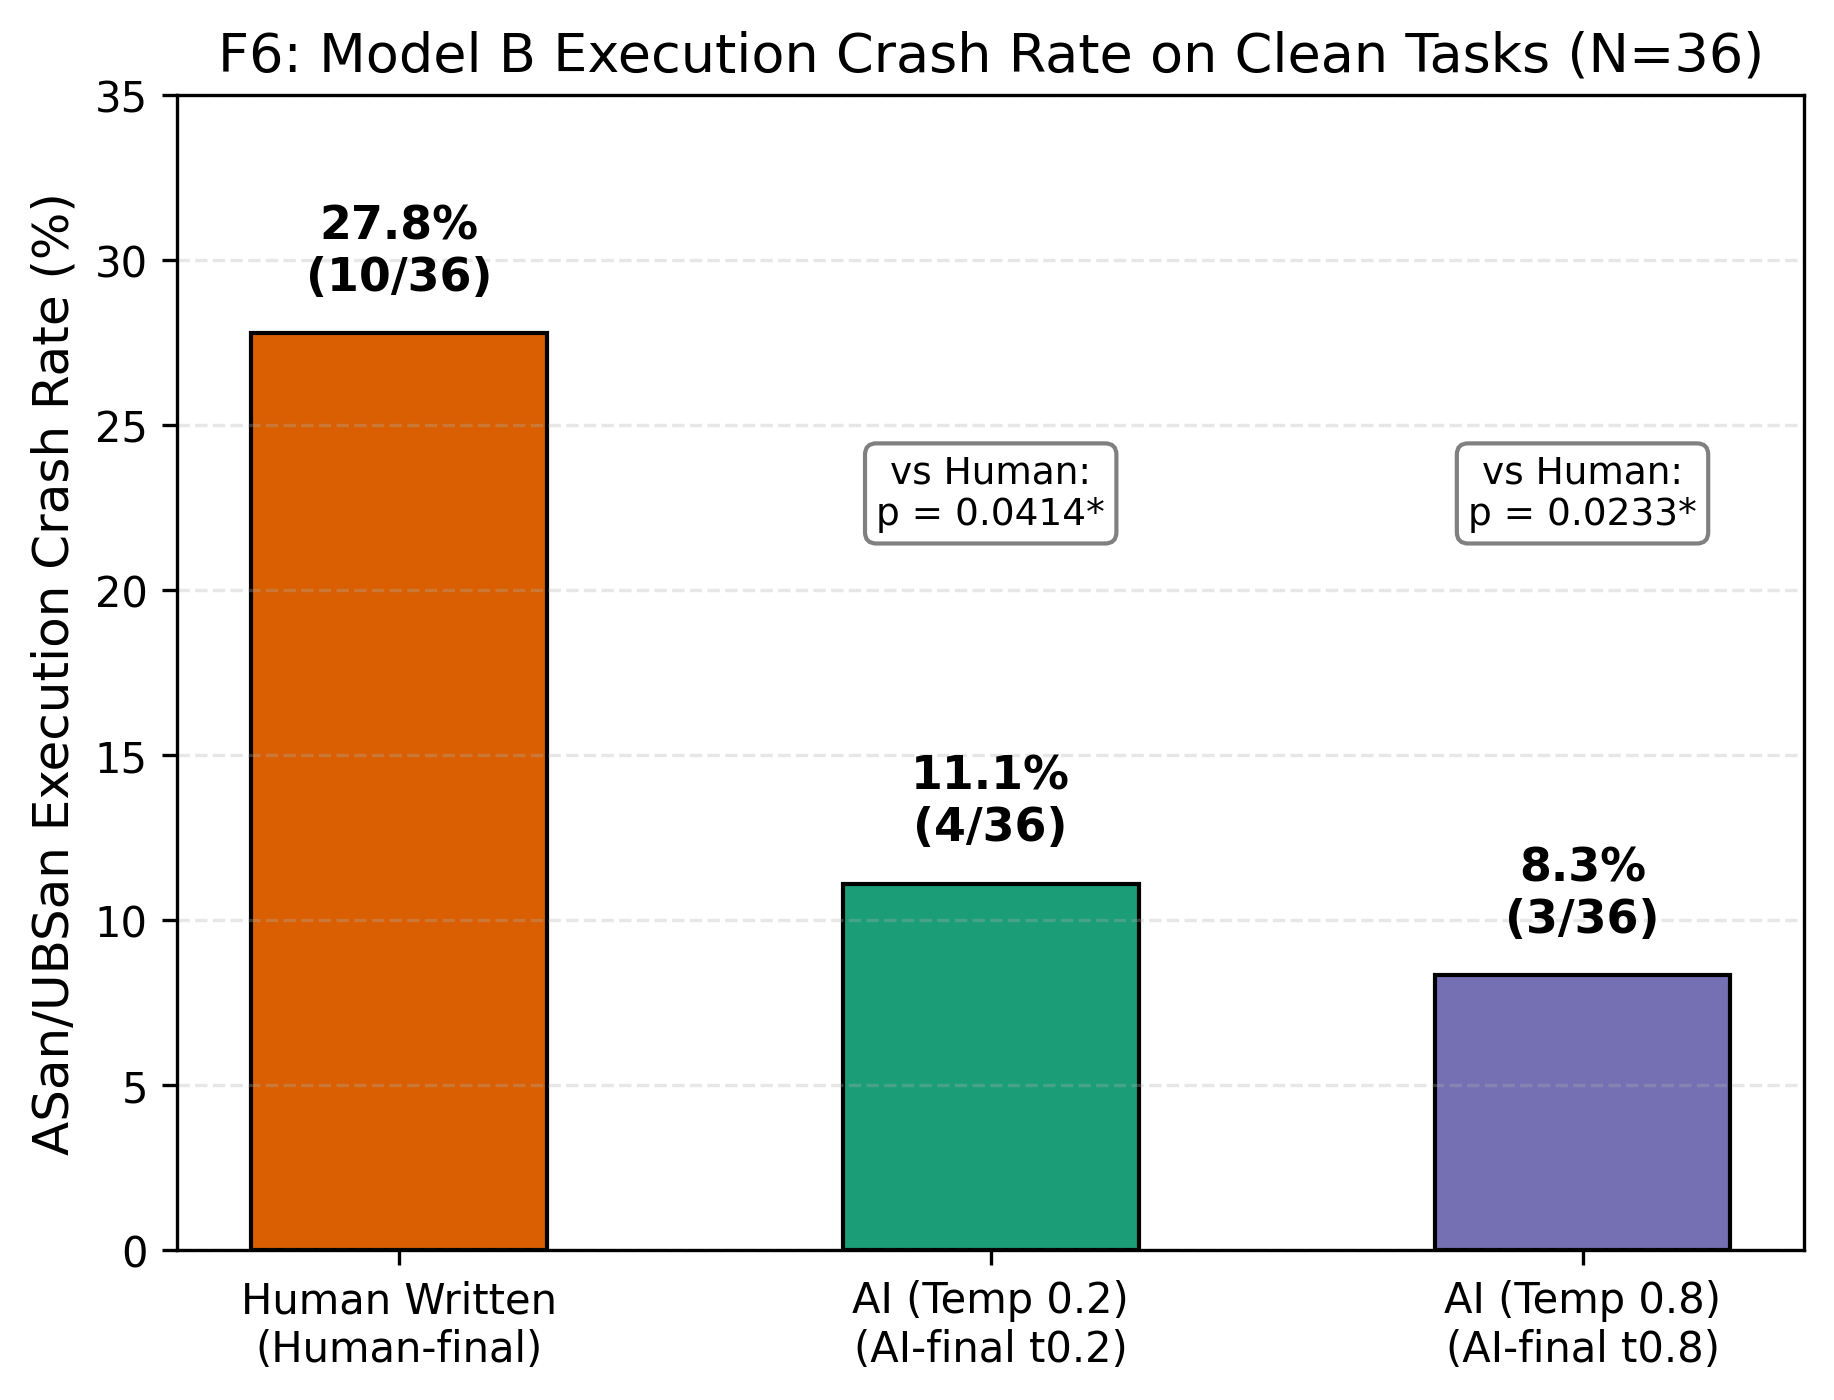 F6: Model B Execution Crash Rate on Clean Tasks (N=36)
ASan/UBSan Execution Crash Rate (%)
35
30
25
20
15
10
5
0
27.8%
(10/36)
vs Human:
p = 0.0414*
11.1%
(4/36)
vs Human:
p = 0.0233*
8.3%
(3/36)
Human Written
(Human-final)
AI (Temp 0.2)
(AI-final t0.2)
AI (Temp 0.8)
(AI-final t0.8)